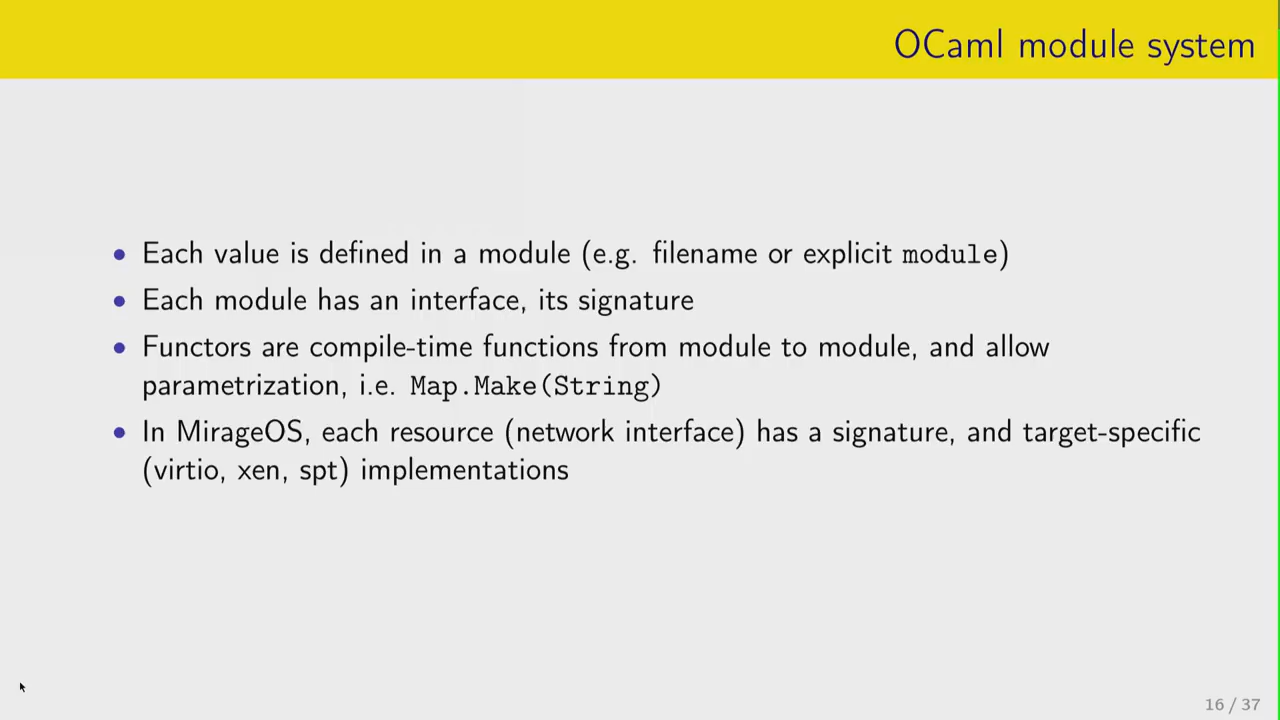 OCaml module system
• Each value is defined in a module (e.g. filename or explicit module)
• Each module has an interface, its signature
• Functors are compile-time functions from module to module, and allow
parametrization, i.e. Map.Make(String)
• In MirageOS, each resource (network interface) has a signature, and target-specific
(virtio, xen, spt) implementations
16 / 37